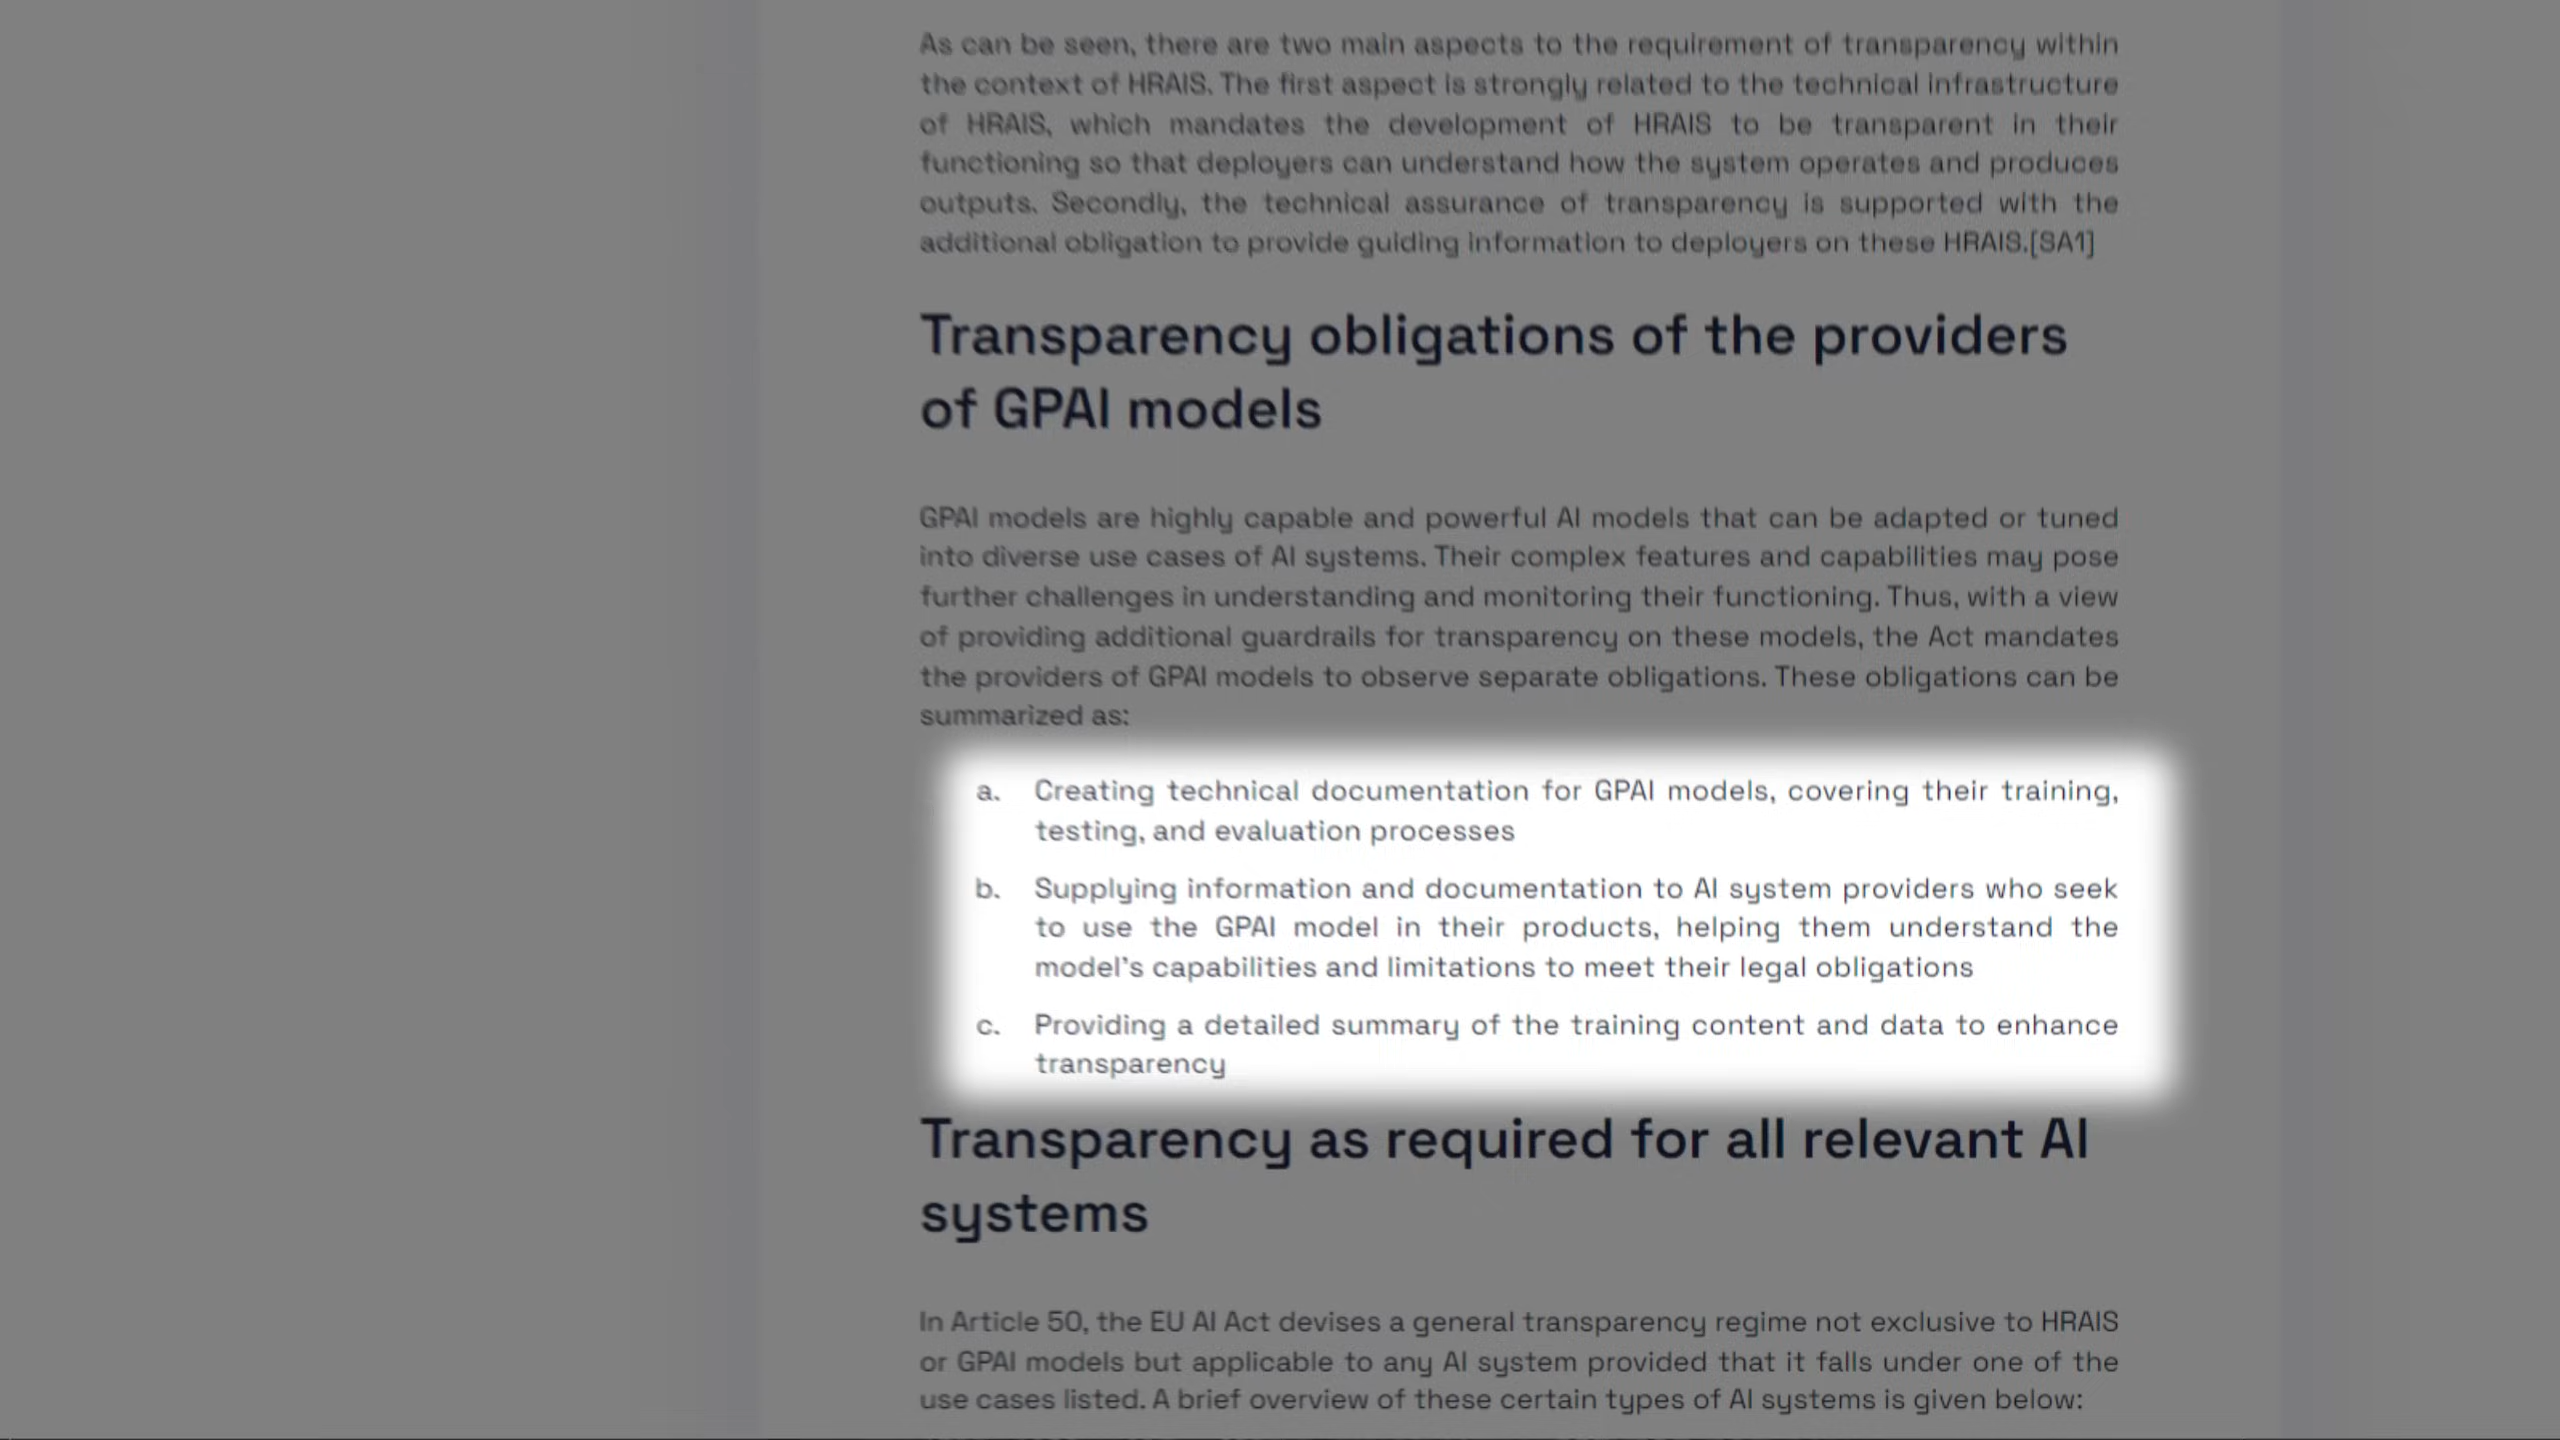 As can be seen, there are two main aspects to the requirement of transparency within
the context of HRAIS. The first aspect is strongly related to the technical infrastructure
of HRAIS, which mandates the development of HRAIS to be transparent in their
functioning so that deployers can understand how the system operates and produces
outputs. Secondly, the technical assurance of transparency is supported with the
additional obligation to provide guiding information to deployers on these HRAIS.[SA1]
Transparency obligations of the providers
of GPAI models
GPAI models are highly capable and powerful AI models that can be adapted or tuned
into diverse use cases of AI systems. Their complex features and capabilities may pose
further challenges in understanding and monitoring their functioning. Thus, with a view
of providing additional guardrails for transparency on these models, the Act mandates
the providers of GPAI models to observe separate obligations. These obligations can be
summarized as:
a. Creating technical documentation for GPAI models, covering their training,
testing, and evaluation processes
b. Supplying information and documentation to AI system providers who seek
to use the GPAI model in their products, helping them understand the
model's capabilities and limitations to meet their legal obligations
c. Providing a detailed summary of the training content and data to enhance
transparency
Transparency as required for all relevant AI
systems
In Article 50, the EU AI Act devises a general transparency regime not exclusive to HRAIS
or GPAI models but applicable to any AI system provided that it falls under one of the
use cases listed. A brief overview of these certain types of AI systems is given below: